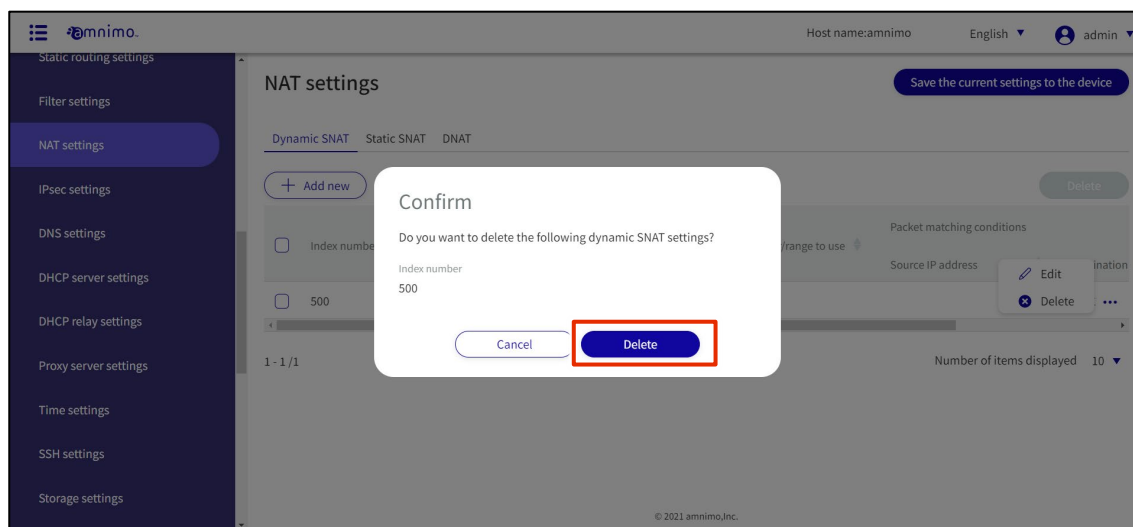 amnimo
Host name:amnimo
English
admin
Static routing settings
Filter settings
NAT settings
IPsec settings
DNS settings
DHCP server settings
DHCP relay settings
Proxy server settings
Time settings
SSH settings
Storage settings
NAT settings
Save the current settings to the device
Dynamic SNAT Static SNAT DNAT
+ Add new
Delete
Index numbe
/range to use
Packet matching conditions
Source IP address
ination
500
Edit
Delete
1 - 1 /1
Number of items displayed 10
Confirm
Do you want to delete the following dynamic SNAT settings?
Index number
500
Cancel
Delete
© 2021 amnimo,Inc.